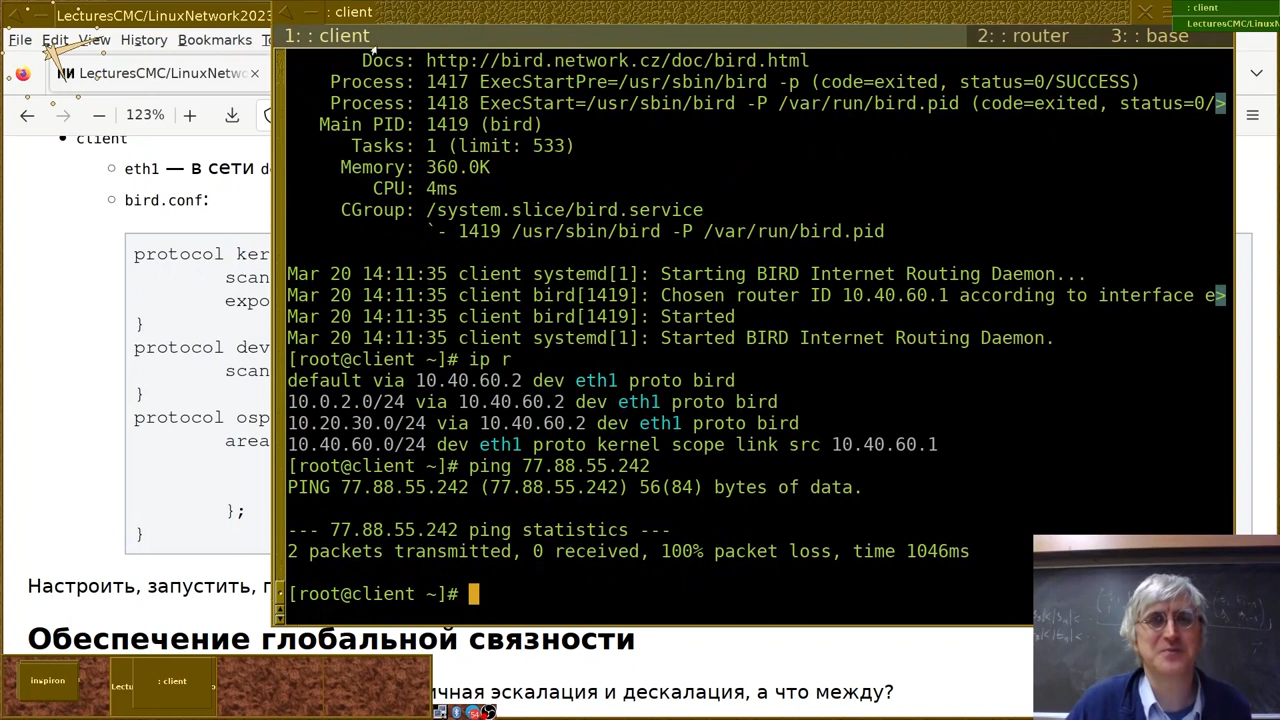 LecturesCMC/LinuxNetwork2023
: client
: client
LecturesCMC/LinuxNetwork2023
File Edit View History Bookmarks
1: : client
2: : router
3: : base
LecturesCMC/LinuxNetwo
123%
client
eth1 — в сети
bird.conf:
protocol ker
scan
expo
}
protocol dev
scan
}
protocol osp
area
};
}
Docs: http://bird.network.cz/doc/bird.html
Process: 1417 ExecStartPre=/usr/sbin/bird -p (code=exited, status=0/SUCCESS)
Process: 1418 ExecStart=/usr/sbin/bird -P /var/run/bird.pid (code=exited, status=0/>
Main PID: 1419 (bird)
Tasks: 1 (limit: 533)
Memory: 360.0K
CPU: 4ms
CGroup: /system.slice/bird.service
`- 1419 /usr/sbin/bird -P /var/run/bird.pid
Mar 20 14:11:35 client systemd[1]: Starting BIRD Internet Routing Daemon...
Mar 20 14:11:35 client bird[1419]: Chosen router ID 10.40.60.1 according to interface e>
Mar 20 14:11:35 client bird[1419]: Started
Mar 20 14:11:35 client systemd[1]: Started BIRD Internet Routing Daemon.
[root@client ~]# ip r
default via 10.40.60.2 dev eth1 proto bird
10.0.2.0/24 via 10.40.60.2 dev eth1 proto bird
10.20.30.0/24 via 10.40.60.2 dev eth1 proto bird
10.40.60.0/24 dev eth1 proto kernel scope link src 10.40.60.1
[root@client ~]# ping 77.88.55.242
PING 77.88.55.242 (77.88.55.242) 56(84) bytes of data.
--- 77.88.55.242 ping statistics ---
2 packets transmitted, 0 received, 100% packet loss, time 1046ms
[root@client ~]#
Настроить, запустить,
Обеспечение глобальной связности
ичная эскалация и дескалация, а что между?
inspiron
Lectu
: client